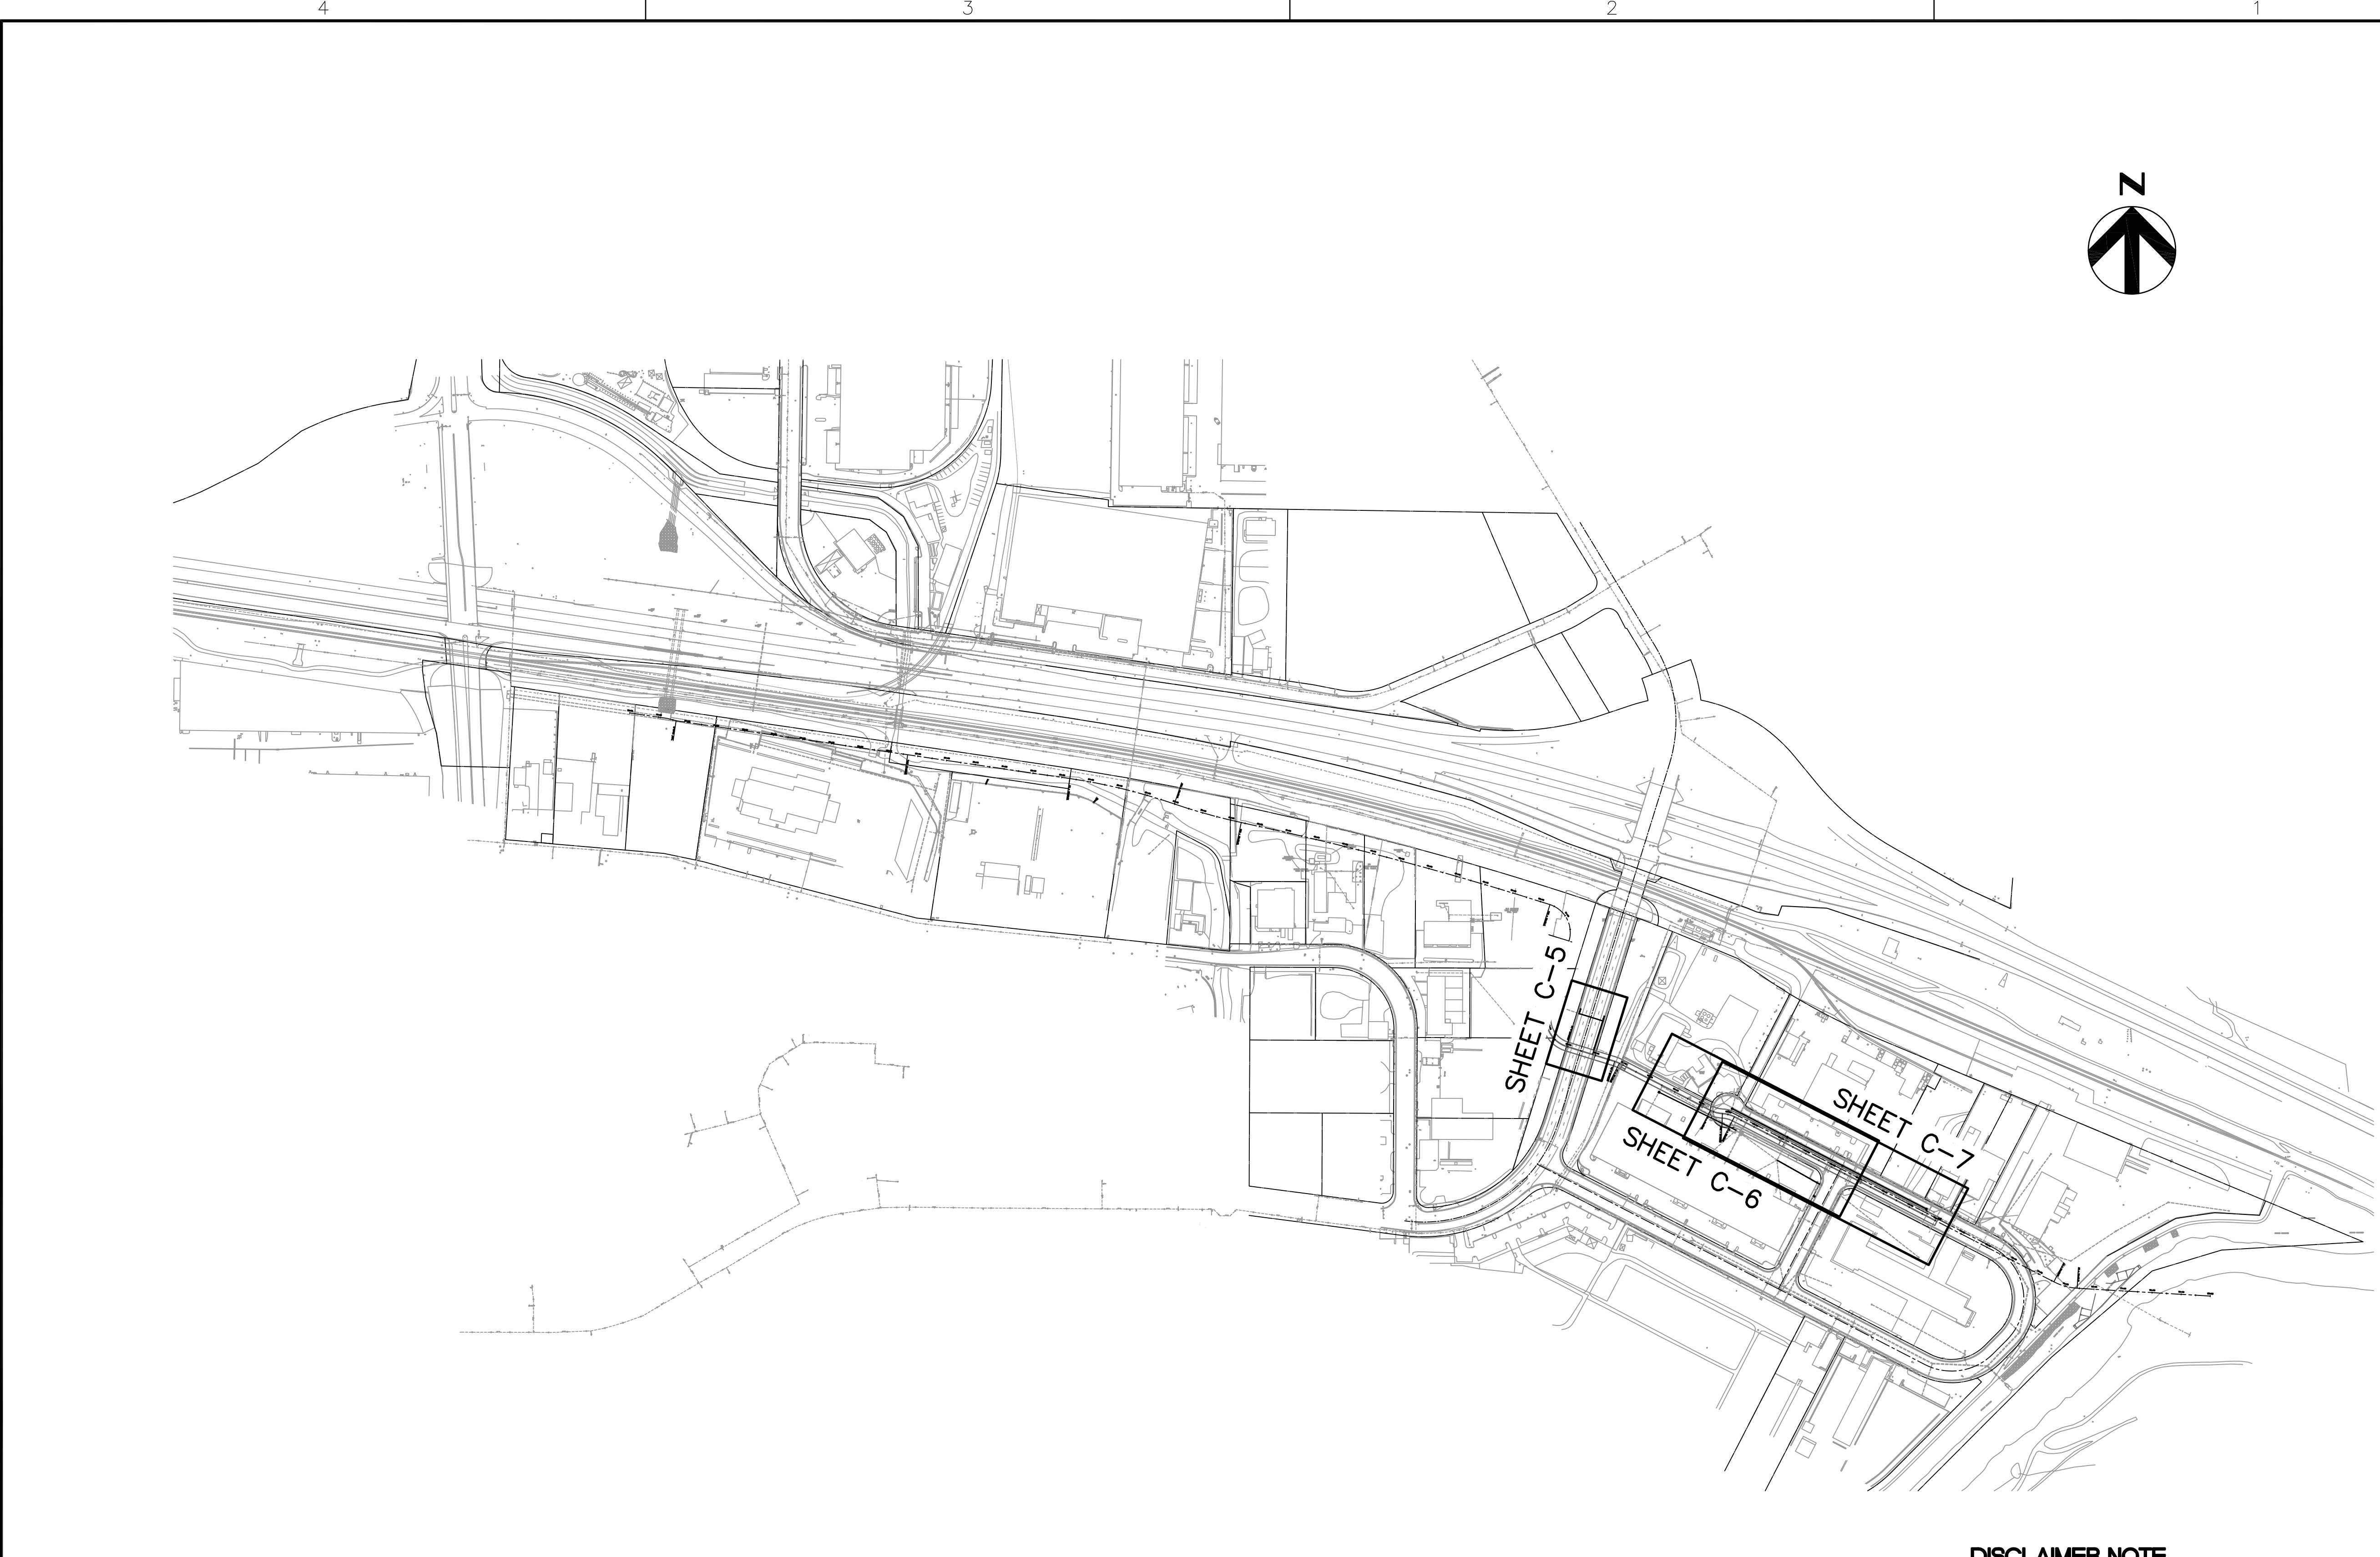 4 3 2 1
N
SHEET C-5
SHEET C-7
SHEET C-6
DISCLAIMER NOTE